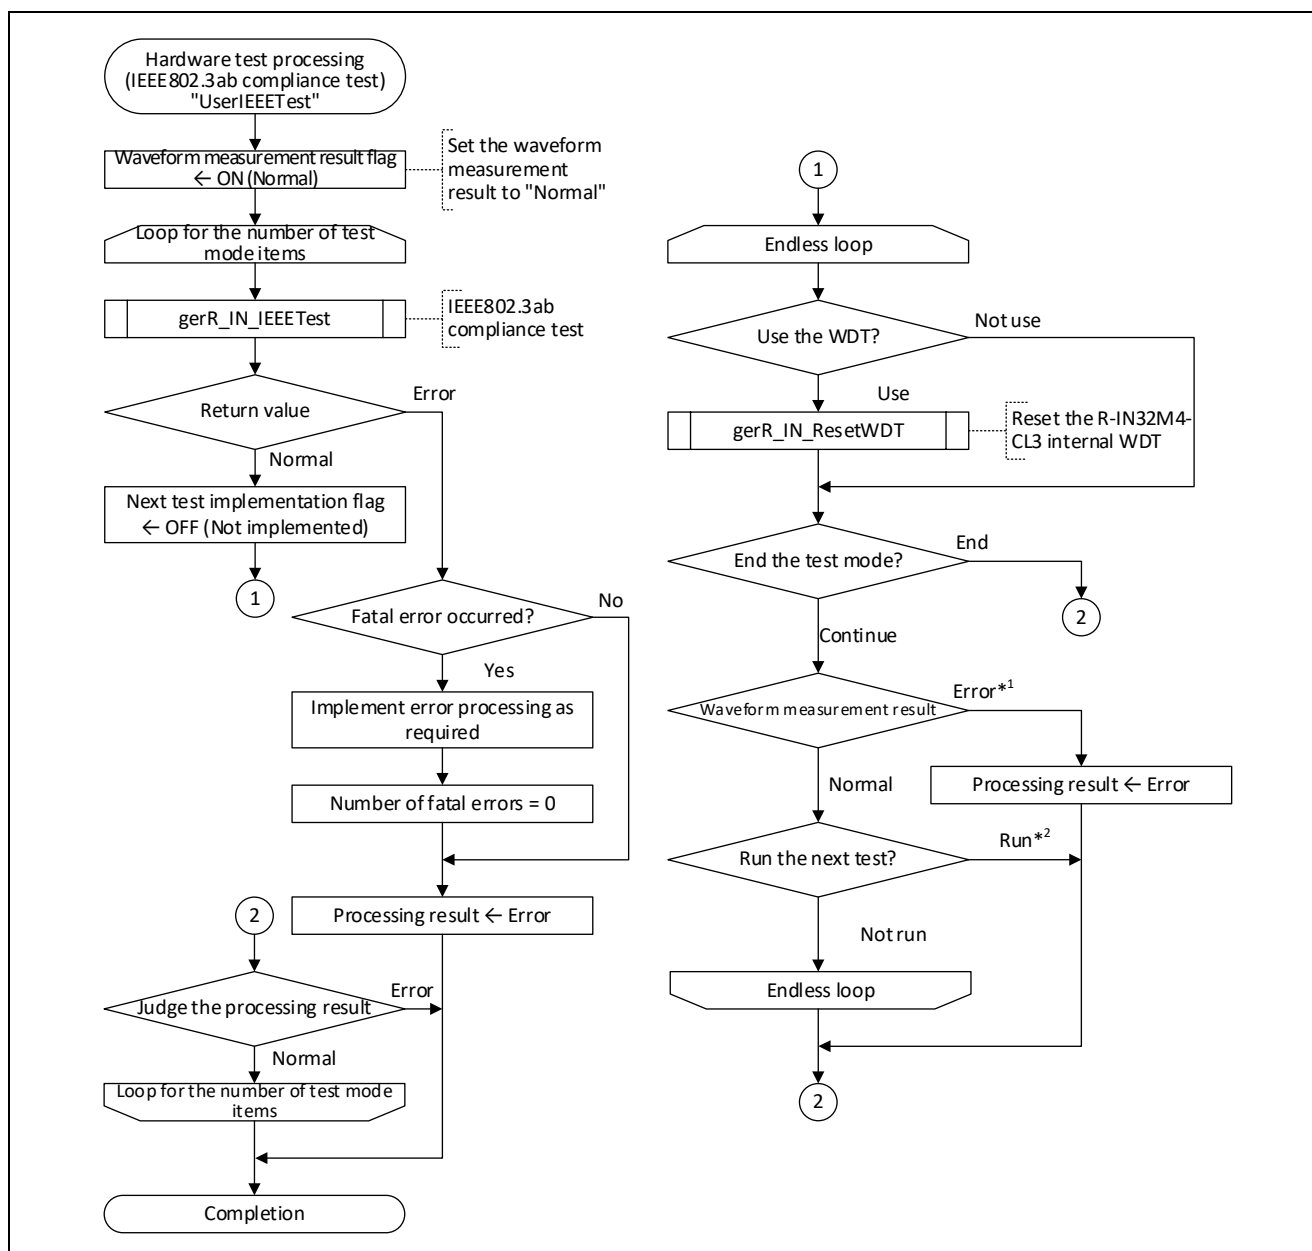 Hardware test processing
(IEEE802.3ab compliance test)
"UserIEEETest"
Waveform measurement result flag
← ON (Normal)
Set the waveform
measurement
result to "Normal"
Loop for the number of test
mode items
gerR_IN_IEEETest
IEEE802.3ab
compliance test
Return value
Error
Normal
Next test implementation flag
← OFF (Not implemented)
1
Fatal error occurred?
No
Yes
Implement error processing as
required
Number of fatal errors = 0
Processing result ← Error
2
Judge the processing result
Error
Normal
Loop for the number of test mode
items
Completion
1
Endless loop
Use the WDT?
Not use
Use
gerR_IN_ResetWDT
Reset the R-IN32M4-
CL3 internal WDT
End the test mode?
End
2
Continue
Waveform measurement result
Error*1
Processing result ← Error
Normal
Run the next test?
Run*2
Not run
Endless loop
2